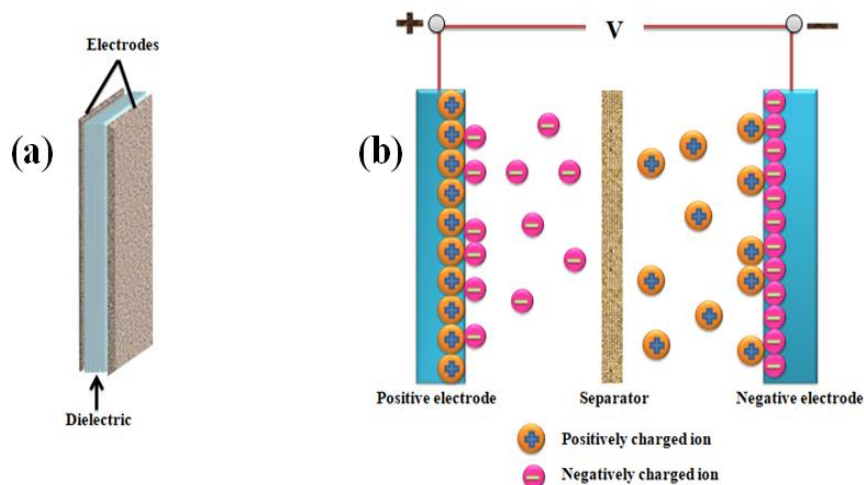 (a)
Electrodes
Dielectric
(b)
+ V −
Positive electrode Separator Negative electrode
Positively charged ion
Negatively charged ion